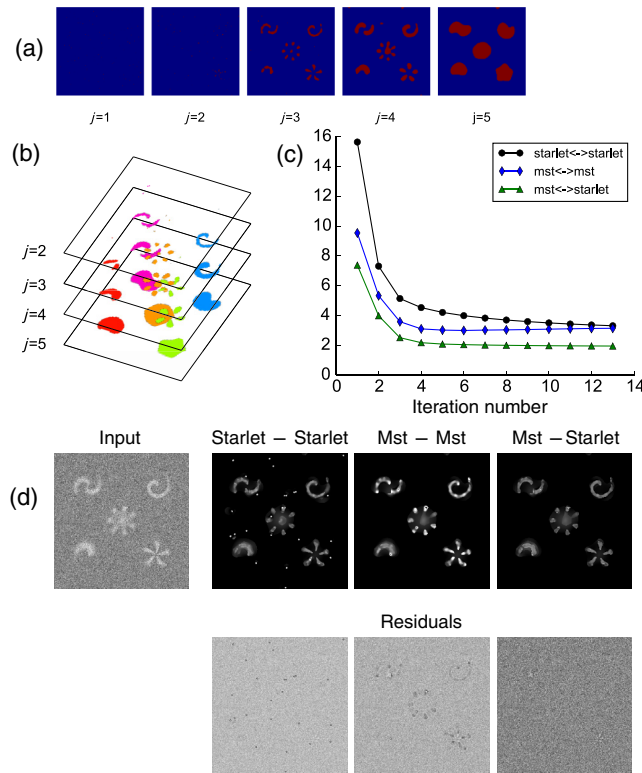 (a)
j=1 j=2 j=3 j=4 j=5
(b)
j=2
j=3
j=4
j=5
(c)
16
14
12
10
8
6
4
2
0
0 2 4 6 8 10 12 14
Iteration number
starlet<->starlet
mst<->mst
mst<->starlet
(d)
Input Starlet − Starlet Mst − Mst Mst − Starlet
Residuals